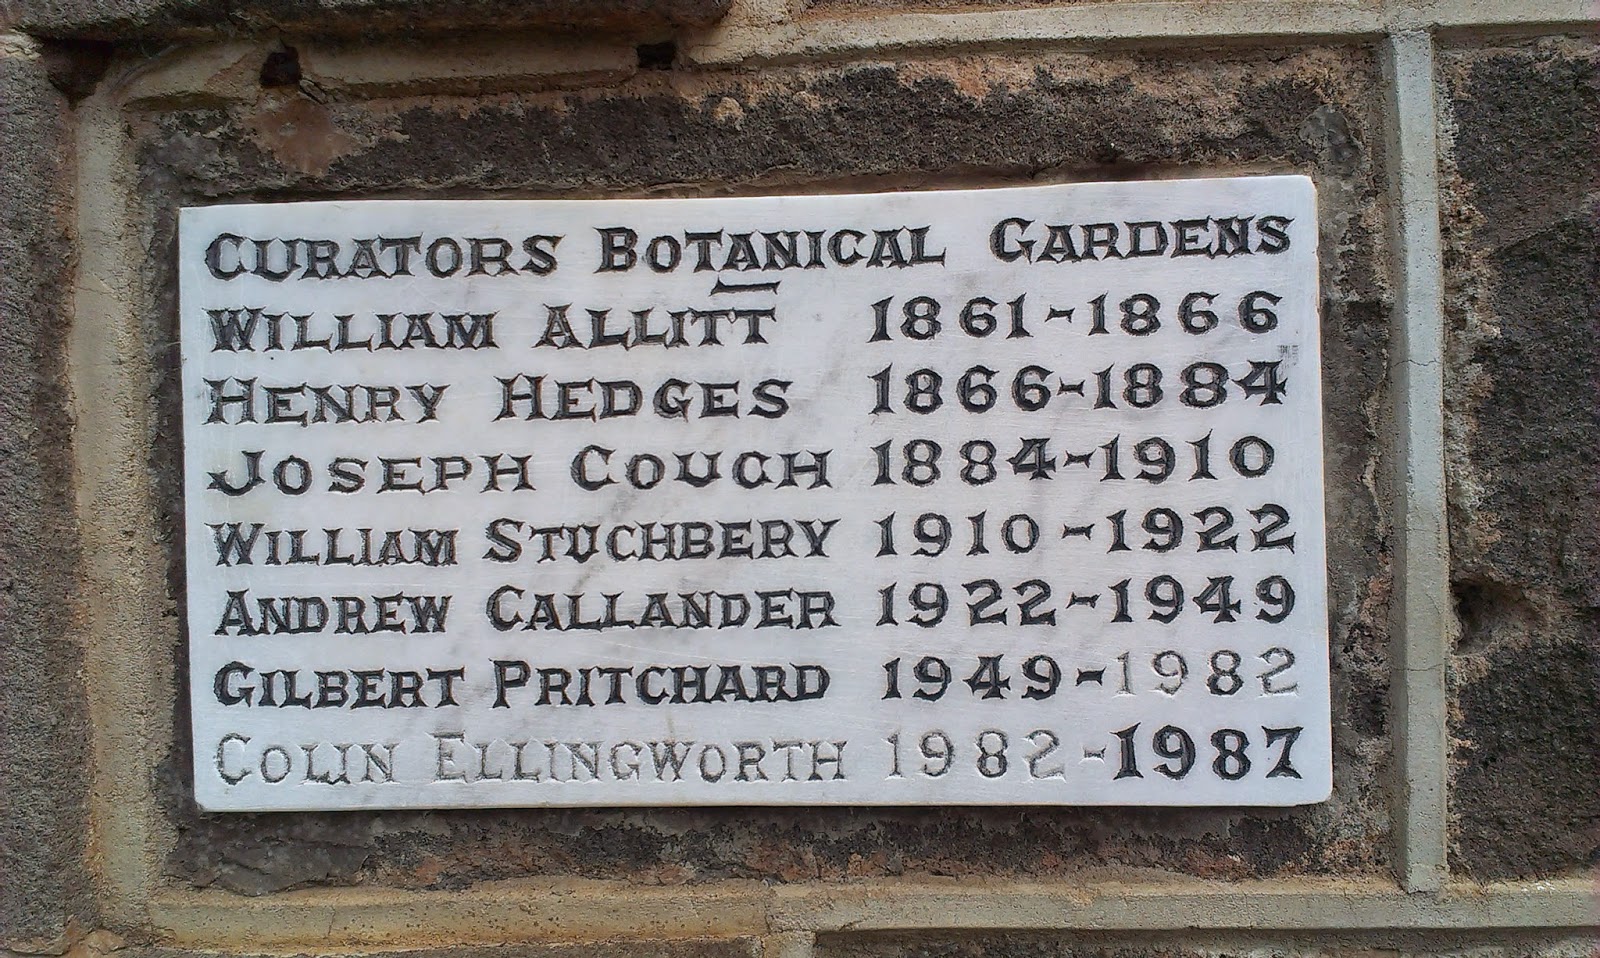 CURATORS BOTANICAL GARDENS
WILLIAM ALLITT 1861-1866
HENRY HEDGES 1866-1884
JOSEPH COUCH 1884-1910
WILLIAM STUCHBERY 1910-1922
ANDREW CALLANDER 1922-1949
GILBERT PRITCHARD 1949-1982
COLIN ELLINGWORTH 1982-1987